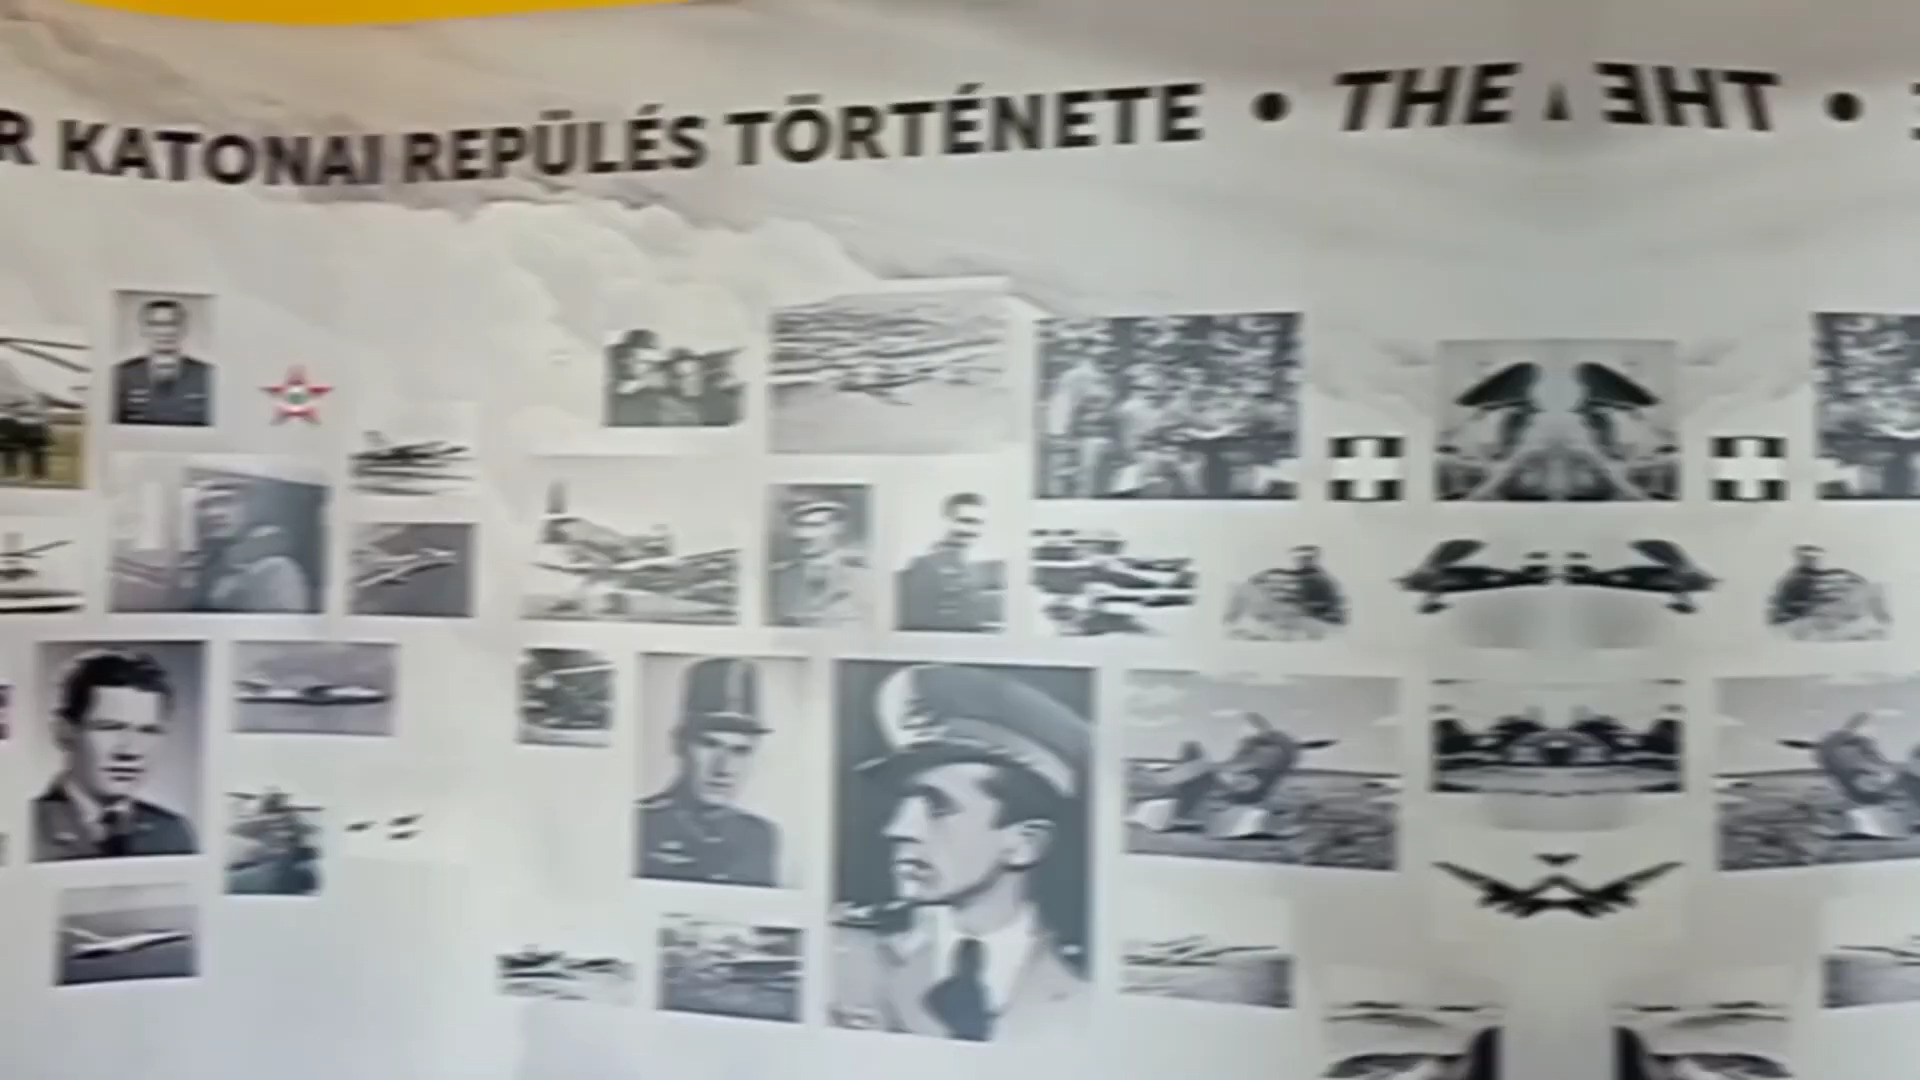 R KATONAI REPÜLÉS TÖRTÉNETE • THE